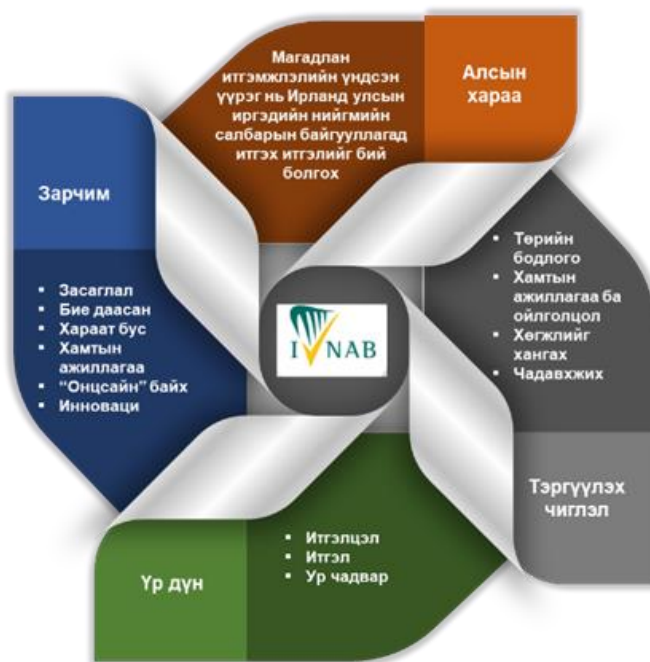 Магадлан
итгэмжлэлийн үндсэн
үүрэг нь Ирланд улсын
иргэдийн нийгмийн
салбарын байгууллагад
итгэх итгэлийг бий
болгох
Алсын
хараа
Зарчим
▪ Засаглал
▪ Бие даасан
▪ Хараат бус
▪ Хамтын
ажиллагаа
▪ “Онцсайн” байх
▪ Инноваци
▪ Төрийн
бодлого
▪ Хамтын
ажиллагаа ба
ойлголцол
▪ Хөгжлийг
хангах
▪ Чадавхжих
I NAB
Тэргүүлэх
чиглэл
Үр дүн
▪ Итгэлцэл
▪ Итгэл
▪ Ур чадвар